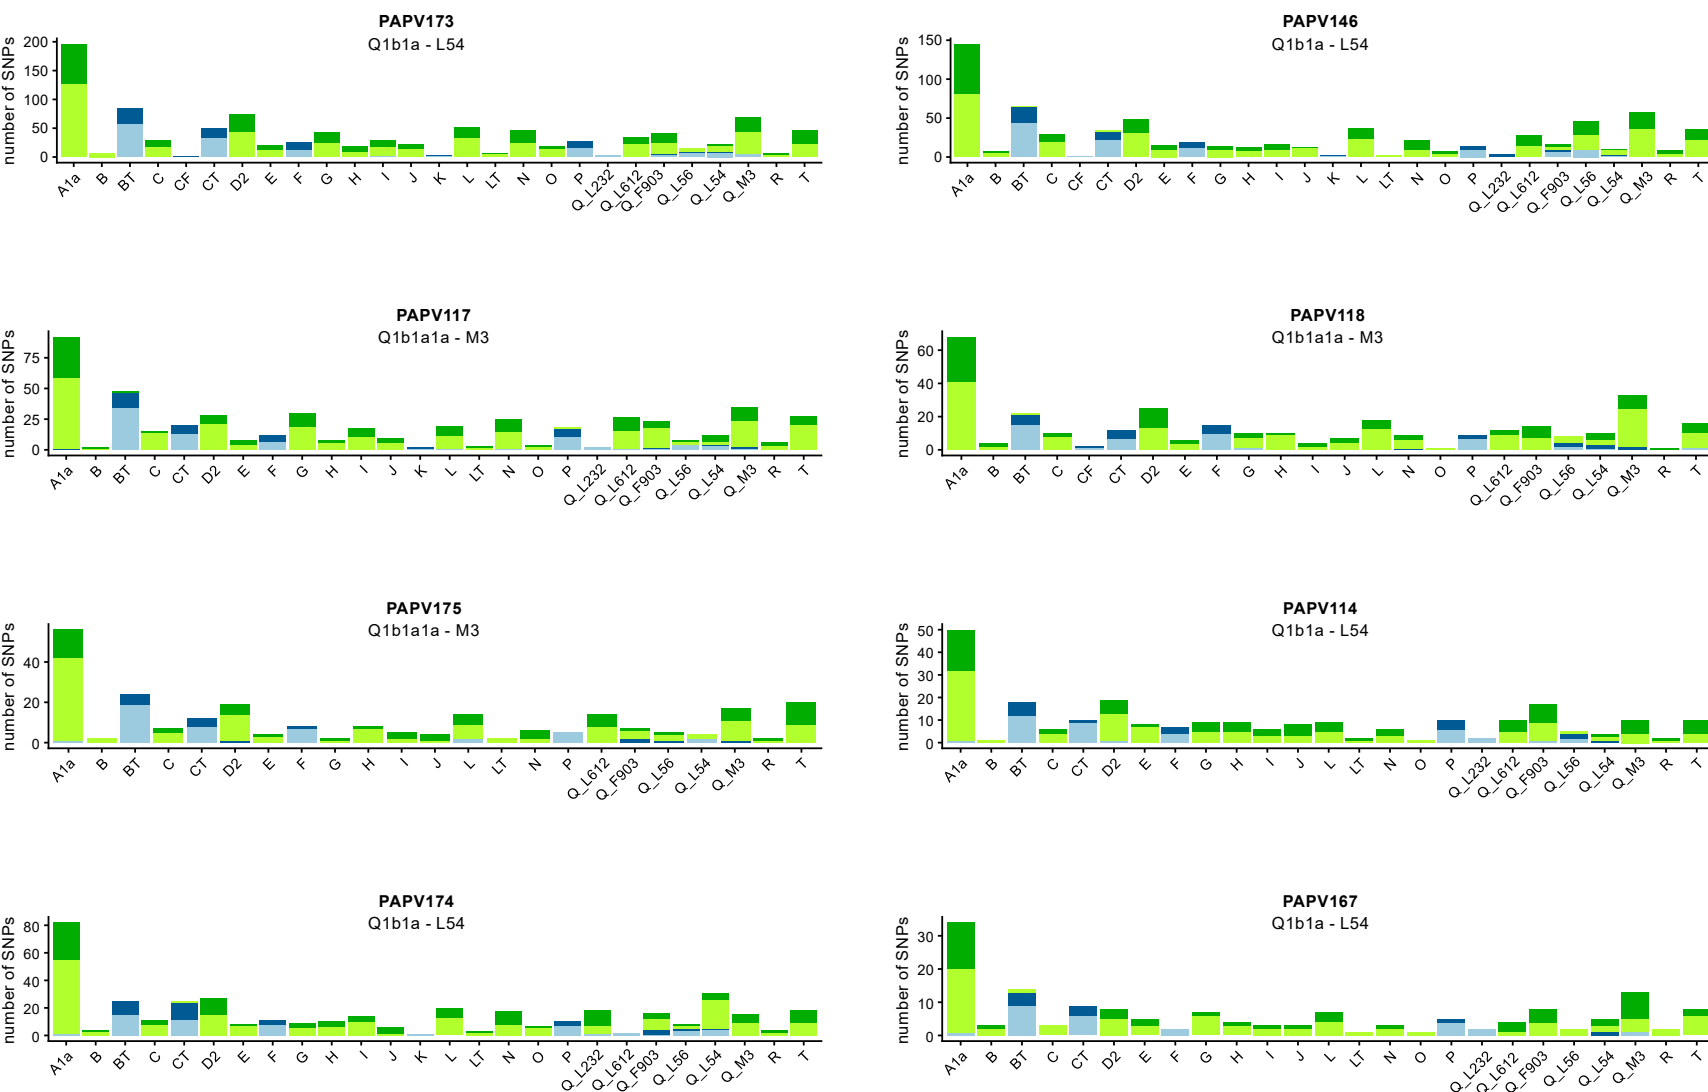 PAPV173
Q1b1a - L54
number of SNPs
200
150
100
50
0
A1a B BT C CF CT D2 E F G H I J K L LT N O P Q_L232 Q_L612 Q_F903 Q_L56 Q_L54 Q_M3 R T
PAPV146
Q1b1a - L54
number of SNPs
150
100
50
0
A1a B BT C CF CT D2 E F G H I J K L LT N O P Q_L232 Q_L612 Q_F903 Q_L56 Q_L54 Q_M3 R T
PAPV117
Q1b1a1a - M3
number of SNPs
75
50
25
0
A1a B BT C CT D2 E F G H I J K L LT N O P Q_L232 Q_L612 Q_F903 Q_L56 Q_L54 Q_M3 R T
PAPV118
Q1b1a1a - M3
number of SNPs
60
40
20
0
A1a B BT C CF CT D2 E F G H I J L N O P Q_L612 Q_F903 Q_L56 Q_L54 Q_M3 R T
PAPV175
Q1b1a1a - M3
number of SNPs
40
20
0
A1a B BT C CT D2 E F G H I J L LT N P Q_L612 Q_F903 Q_L56 Q_L54 Q_M3 R T
PAPV114
Q1b1a - L54
number of SNPs
50
40
30
20
10
0
A1a B BT C CT D2 E F G H I J L LT N O P Q_L232 Q_L612 Q_F903 Q_L56 Q_L54 Q_M3 R T
PAPV174
Q1b1a - L54
number of SNPs
80
60
40
20
0
A1a B BT C CT D2 E F G H I J K L LT N O P Q_L232 Q_L612 Q_F903 Q_L56 Q_L54 Q_M3 R T
PAPV167
Q1b1a - L54
number of SNPs
30
20
10
0
A1a B BT C CT D2 E F G H I J L LT N O P Q_L232 Q_L612 Q_F903 Q_L56 Q_L54 Q_M3 R T